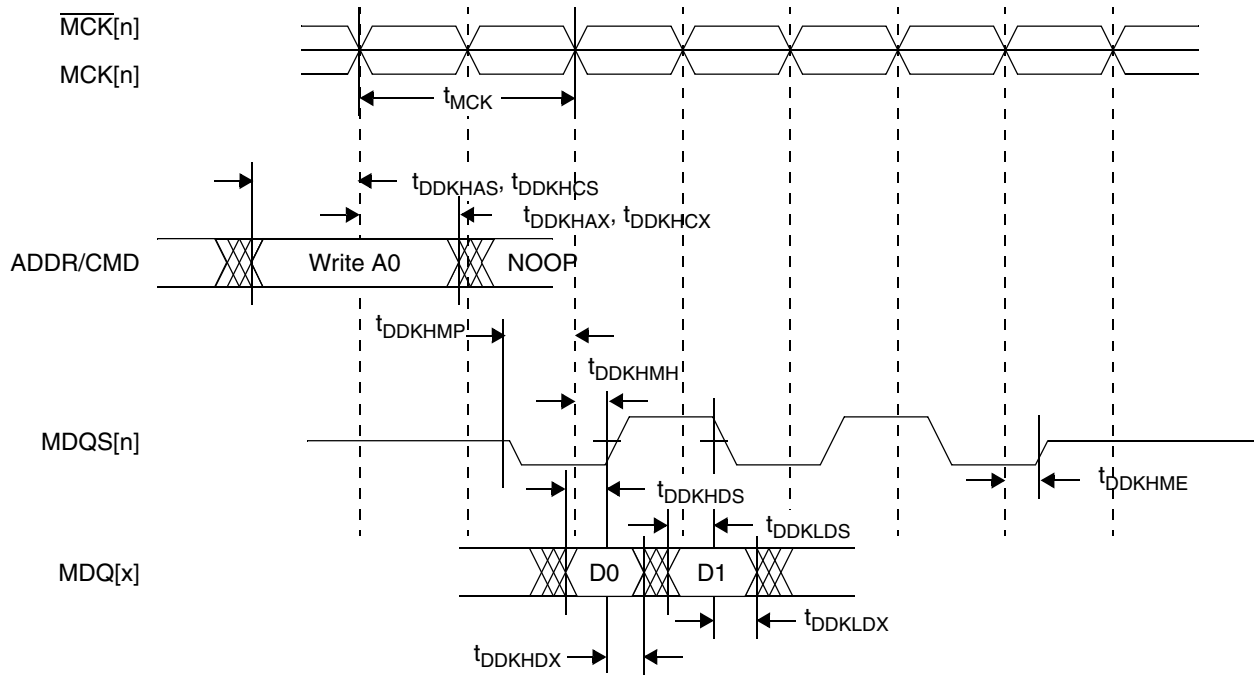 MCK[n]
MCK[n]
tMCK
tDDKHAS, tDDKHCS
tDDKHAX, tDDKHCX
ADDR/CMD Write A0 NOOP
tDDKHMP
tDDKHMH
MDQS[n]
tDDKHME
tDDKHDS
tDDKLDS
MDQ[x] D0 D1
tDDKLDX
tDDKHDX